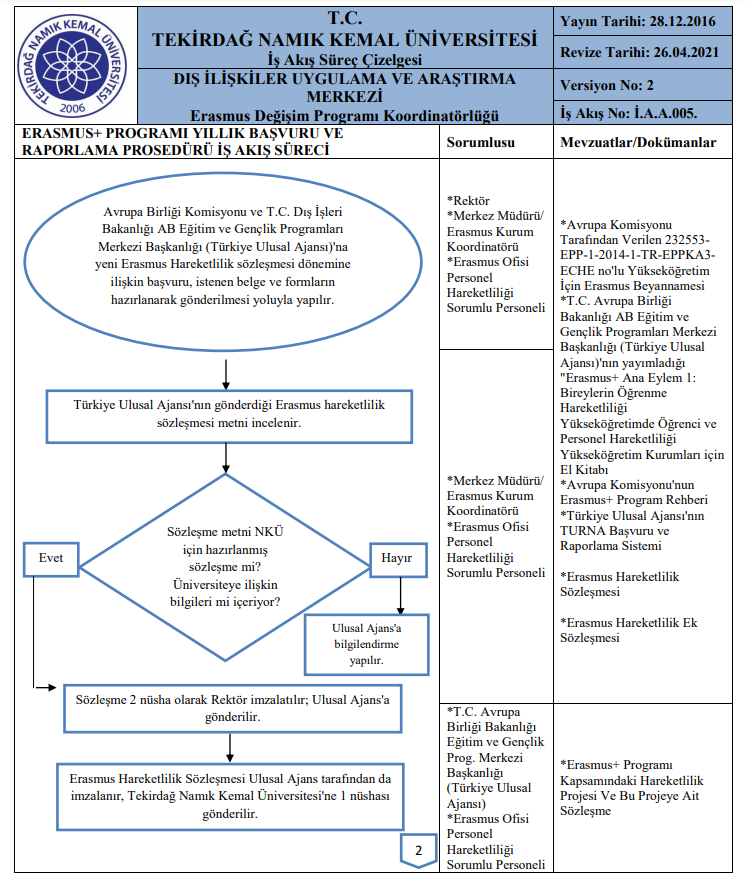 TEKİRDAĞ NAMIK KEMAL ÜNİVERSİTESİ
2006
T.C.
TEKİRDAĞ NAMIK KEMAL ÜNİVERSİTESİ
İş Akış Süreç Çizelgesi
DIŞ İLİŞKİLER UYGULAMA VE ARAŞTIRMA
MERKEZİ
Erasmus Değişim Programı Koordinatörlüğü
Yayın Tarihi: 28.12.2016
Revize Tarihi: 26.04.2021
Versiyon No: 2
İş Akış No: İ.A.A.005.
ERASMUS+ PROGRAMI YILLIK BAŞVURU VE
RAPORLAMA PROSEDÜRÜ İŞ AKIŞ SÜRECİ
Sorumlusu
Mevzuatlar/Dokümanlar
Avrupa Birliği Komisyonu ve T.C. Dış İşleri
Bakanlığı AB Eğitim ve Gençlik Programları
Merkezi Başkanlığı (Türkiye Ulusal Ajansı)'na
yeni Erasmus Hareketlilik sözleşmesi dönemine
ilişkin başvuru, istenen belge ve formların
hazırlanarak gönderilmesi yoluyla yapılır.
Türkiye Ulusal Ajansı'nın gönderdiği Erasmus hareketlilik
sözleşmesi metni incelenir.
Sözleşme metni NKÜ
için hazırlanmış
sözleşme mi?
Üniversiteye ilişkin
bilgileri mi içeriyor?
Evet
Hayır
Ulusal Ajans'a
bilgilendirme
yapılır.
Sözleşme 2 nüsha olarak Rektör imzalatılır; Ulusal Ajans'a
gönderilir.
Erasmus Hareketlilik Sözleşmesi Ulusal Ajans tarafından da
imzalanır, Tekirdağ Namık Kemal Üniversitesi'ne 1 nüshası
gönderilir.
2
*Rektör
*Merkez Müdürü/
Erasmus Kurum
Koordinatörü
*Erasmus Ofisi
Personel
Hareketliliği
Sorumlu Personeli
*Merkez Müdürü/
Erasmus Kurum
Koordinatörü
*Erasmus Ofisi
Personel
Hareketliliği
Sorumlu Personeli
*T.C. Avrupa
Birliği Bakanlığı
Eğitim ve Gençlik
Prog. Merkezi
Başkanlığı
(Türkiye Ulusal
Ajansı)
*Erasmus Ofisi
Personel
Hareketliliği
Sorumlu Personeli
*Avrupa Komisyonu
Tarafından Verilen 232553-
EPP-1-2014-1-TR-EPPKA3-
ECHE no'lu Yükseköğretim
İçin Erasmus Beyannamesi
*T.C. Avrupa Birliği
Bakanlığı AB Eğitim ve
Gençlik Programları Merkezi
Başkanlığı (Türkiye Ulusal
Ajansı)'nın yayımladığı
"Erasmus+ Ana Eylem 1:
Bireylerin Öğrenme
Hareketliliği
Yükseköğretimde Öğrenci ve
Personel Hareketliliği
Yükseköğretim Kurumları için
El Kitabı
*Avrupa Komisyonu'nun
Erasmus+ Program Rehberi
*Türkiye Ulusal Ajansı'nın
TURNA Başvuru ve
Raporlama Sistemi
*Erasmus Hareketlilik
Sözleşmesi
*Erasmus Hareketlilik Ek
Sözleşmesi
*Erasmus+ Programı
Kapsamındaki Hareketlilik
Projesi Ve Bu Projeye Ait
Sözleşme